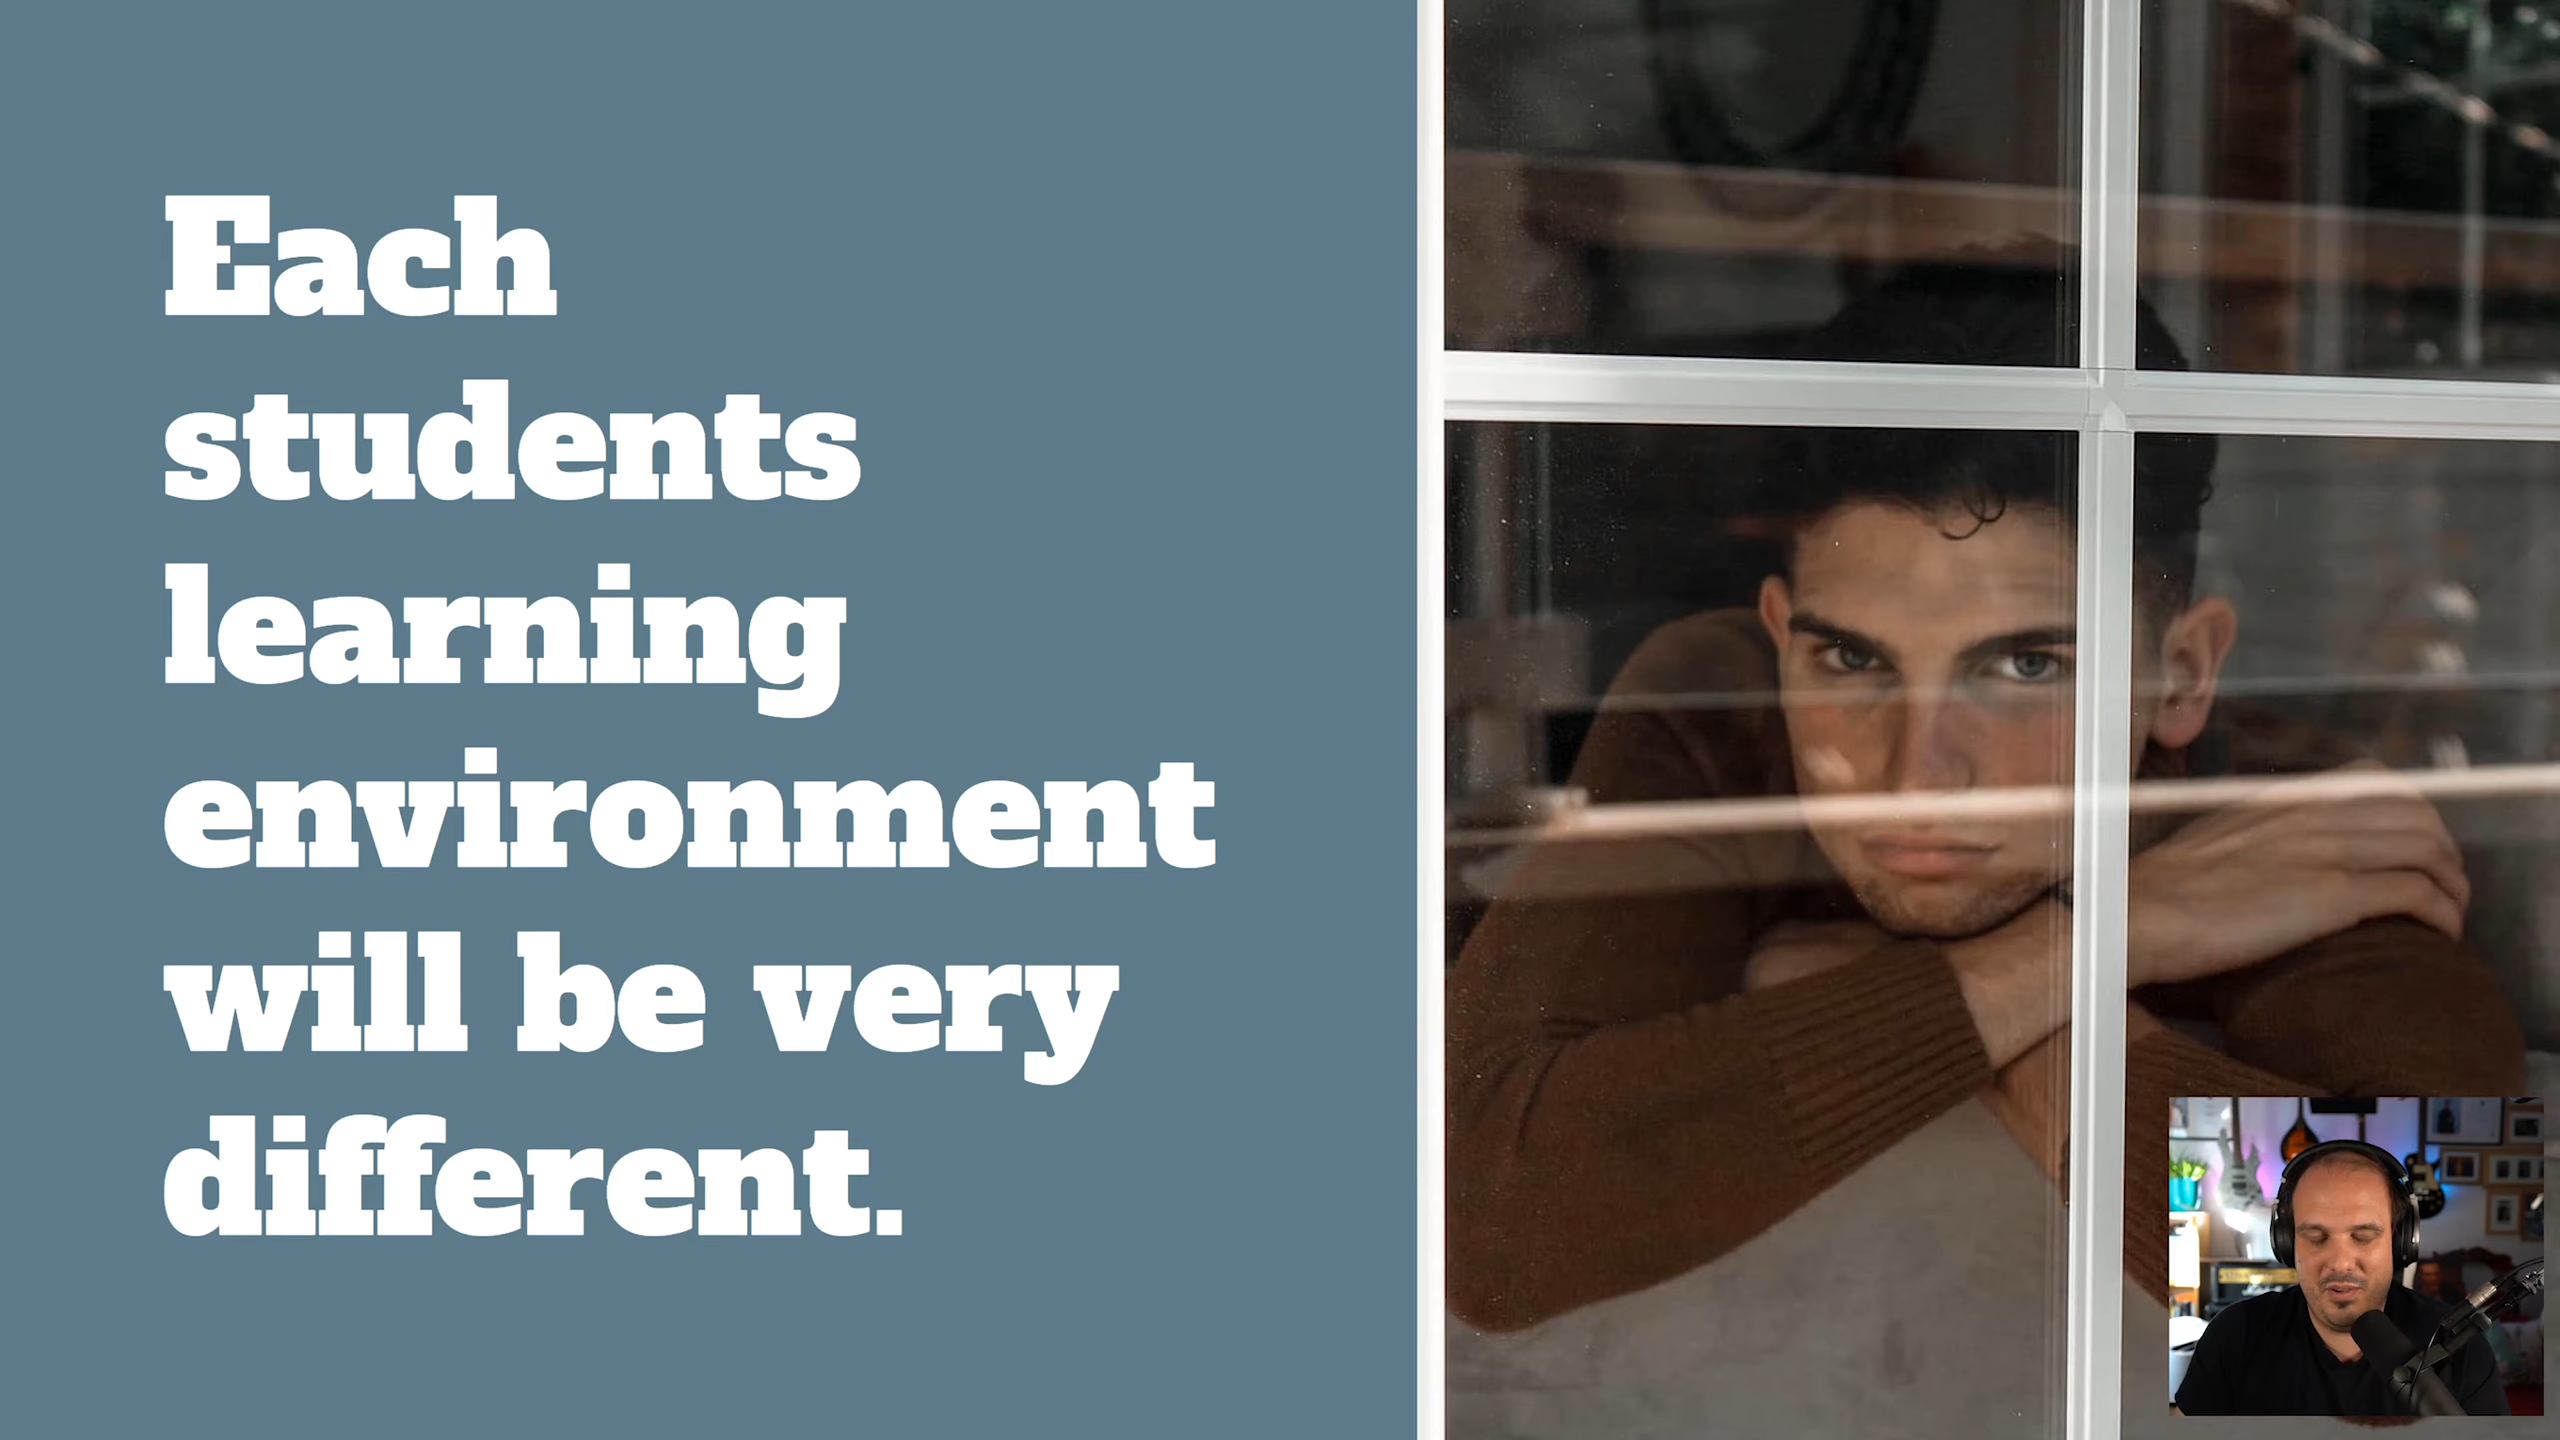 Each
students
learning
environment
will be very
different.